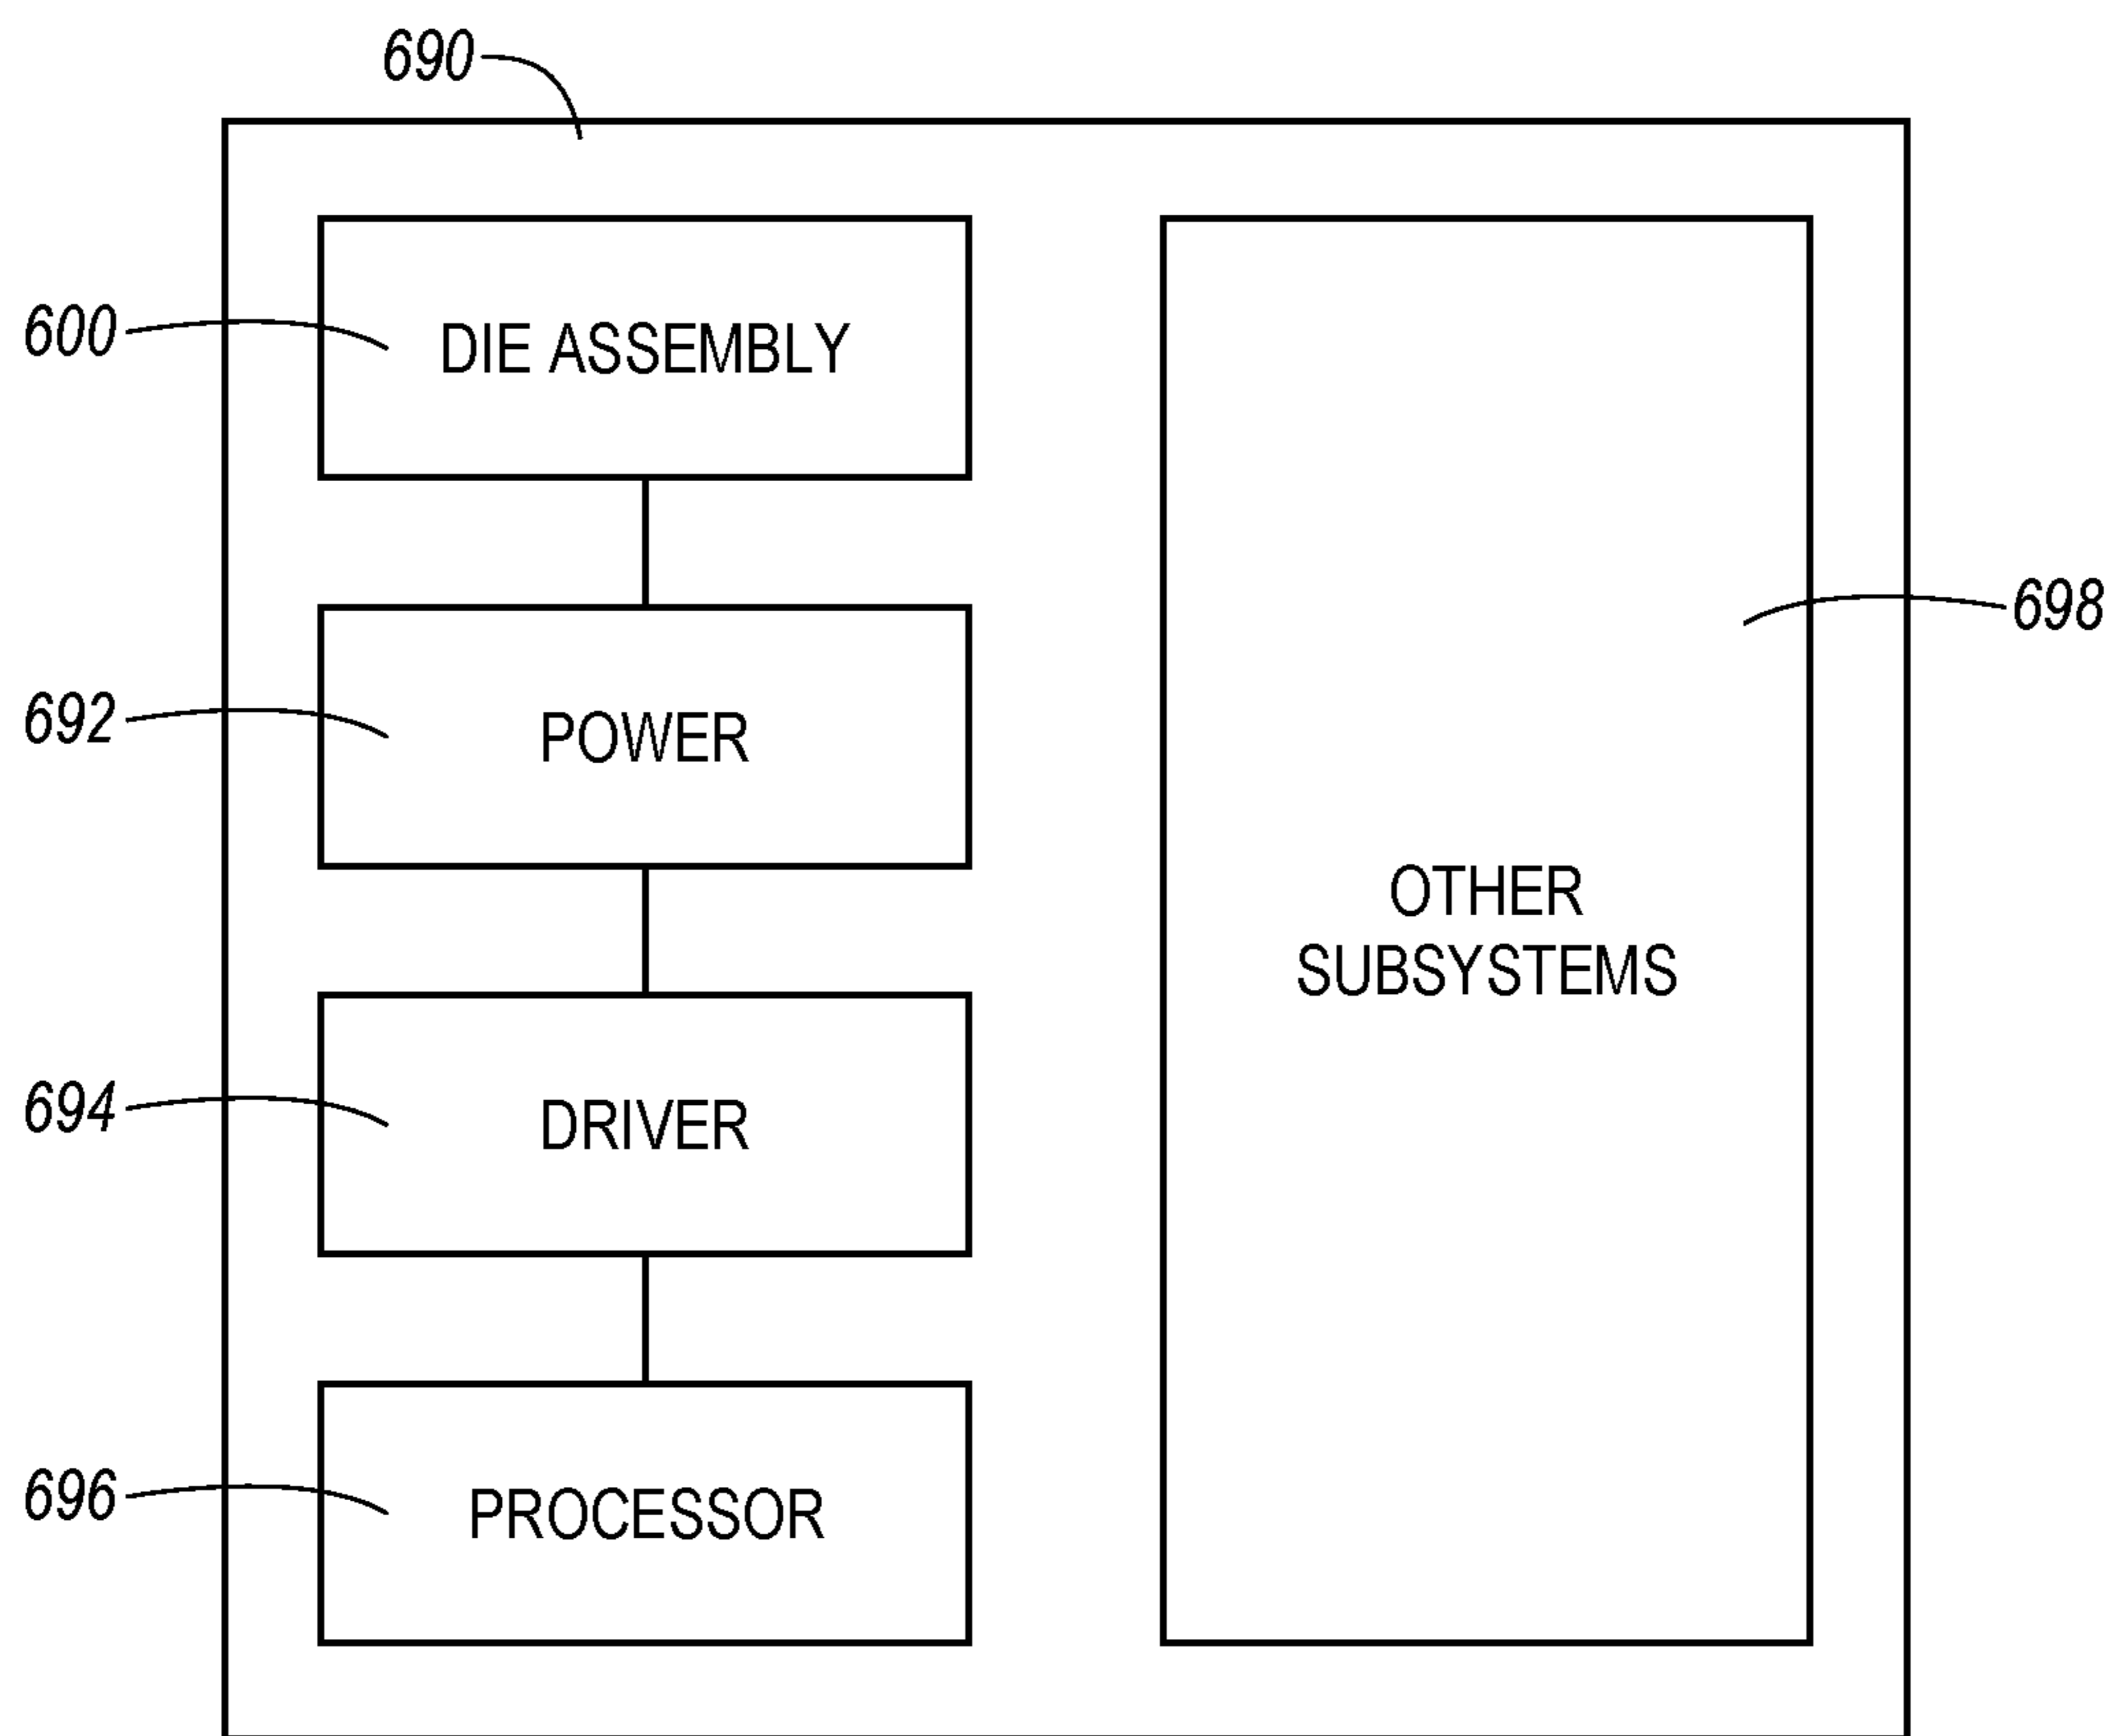 690
600
DIE ASSEMBLY
692
POWER
694
DRIVER
696
PROCESSOR
OTHER
SUBSYSTEMS
698